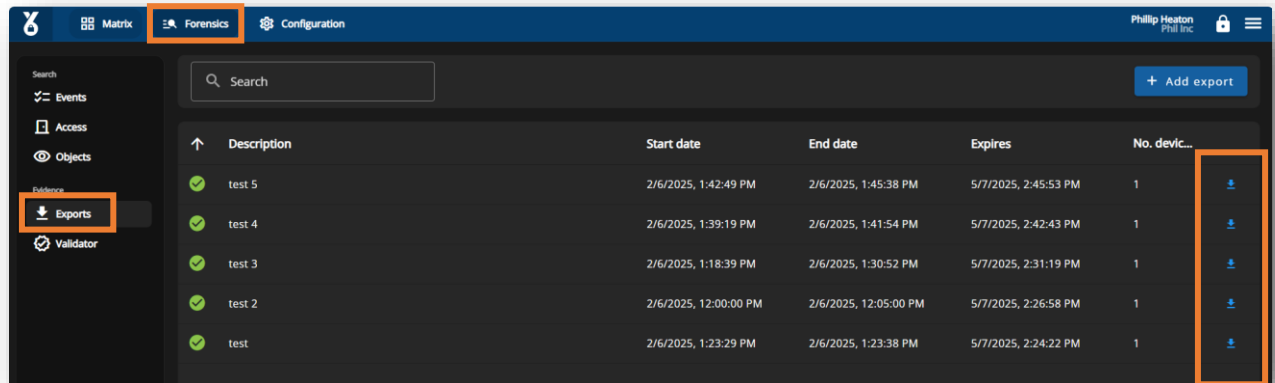 Matrix Forensics Configuration Phillip Heaton
Phil Inc
Search
Events
Access
Objects
Evidence
Exports
Validator
Search + Add export
Description Start date End date Expires No. devic...
test 5 2/6/2025, 1:42:49 PM 2/6/2025, 1:45:38 PM 5/7/2025, 2:45:53 PM 1
test 4 2/6/2025, 1:39:19 PM 2/6/2025, 1:41:54 PM 5/7/2025, 2:42:43 PM 1
test 3 2/6/2025, 1:18:39 PM 2/6/2025, 1:30:52 PM 5/7/2025, 2:31:19 PM 1
test 2 2/6/2025, 12:00:00 PM 2/6/2025, 12:05:00 PM 5/7/2025, 2:26:58 PM 1
test 2/6/2025, 1:23:29 PM 2/6/2025, 1:23:38 PM 5/7/2025, 2:24:22 PM 1